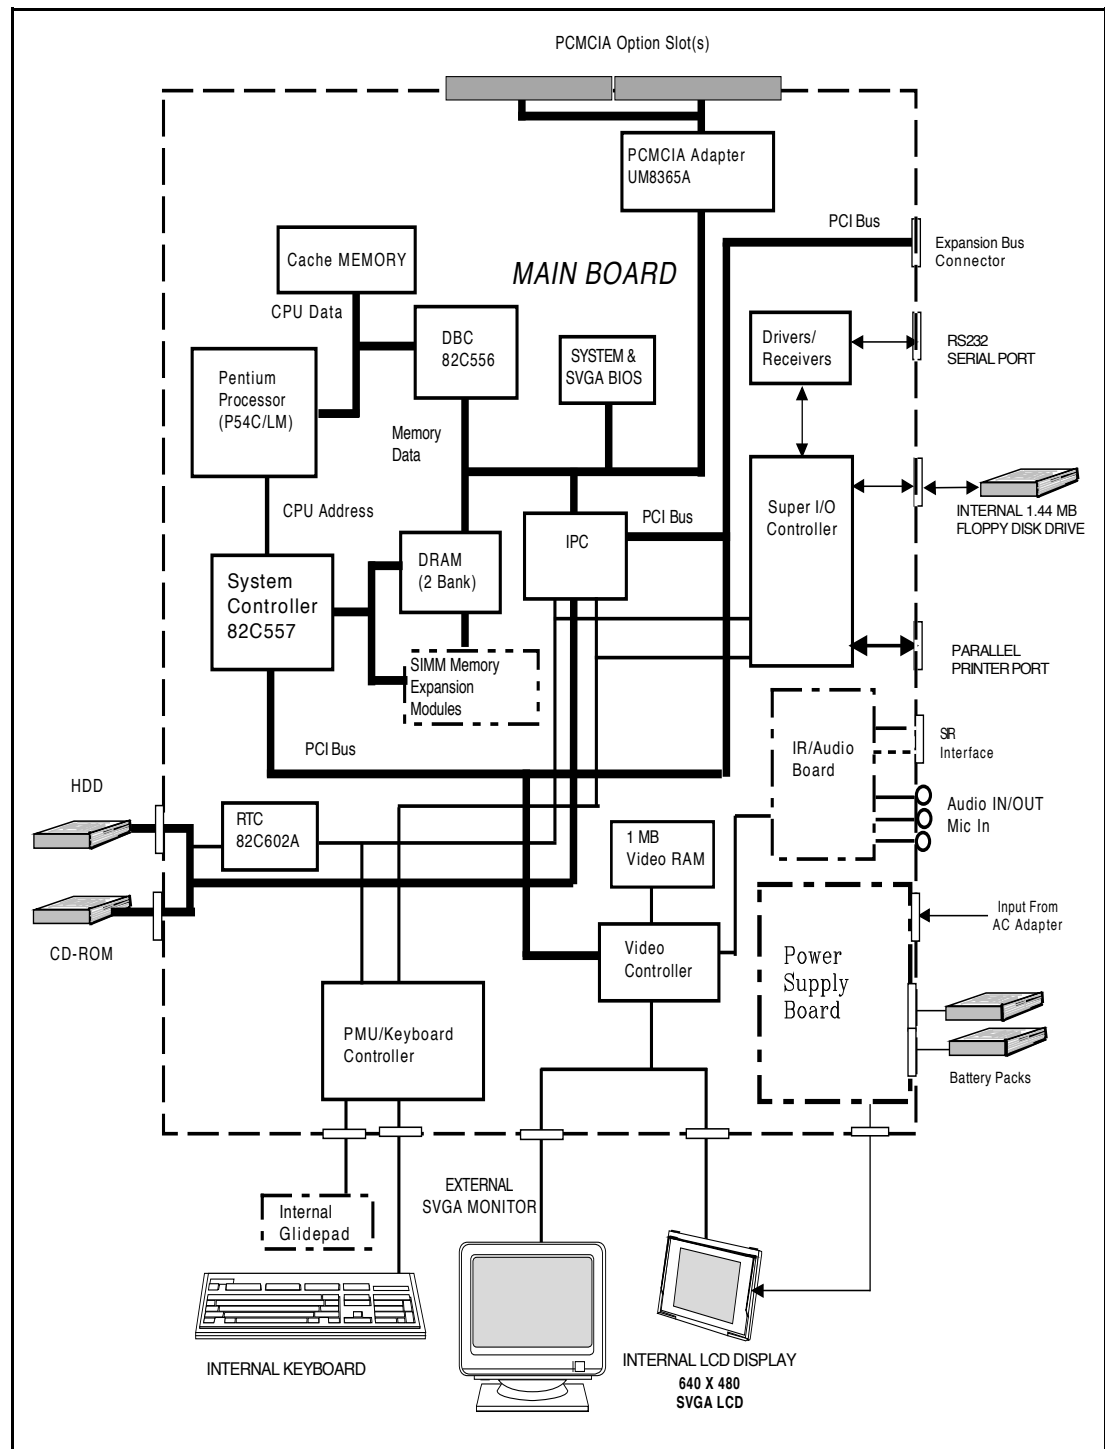 PCMCIA Option Slot(s)
PCMCIA Adapter
UM8365A
PCI Bus
Expansion Bus
Connector
Cache MEMORY
MAIN BOARD
CPU Data
DBC
82C556
SYSTEM &
SVGA BIOS
Drivers/
Receivers
RS232
SERIAL PORT
Pentium
Processor
(P54C/LM)
Memory
Data
CPU Address
PCI Bus
Super I/O
Controller
INTERNAL 1.44 MB
FLOPPY DISK DRIVE
IPC
DRAM
(2 Bank)
System
Controller
82C557
SIMM Memory
Expansion
Modules
PARALLEL
PRINTER PORT
PCI Bus
IR/Audio
Board
SIR
Interface
HDD
RTC
82C602A
1 MB
Video RAM
Audio IN/OUT
Mic In
CD-ROM
Video
Controller
Power
Supply
Board
Input From
AC Adapter
PMU/Keyboard
Controller
Battery Packs
EXTERNAL
SVGA MONITOR
Internal
Glidepad
INTERNAL KEYBOARD
INTERNAL LCD DISPLAY
640 X 480
SVGA LCD